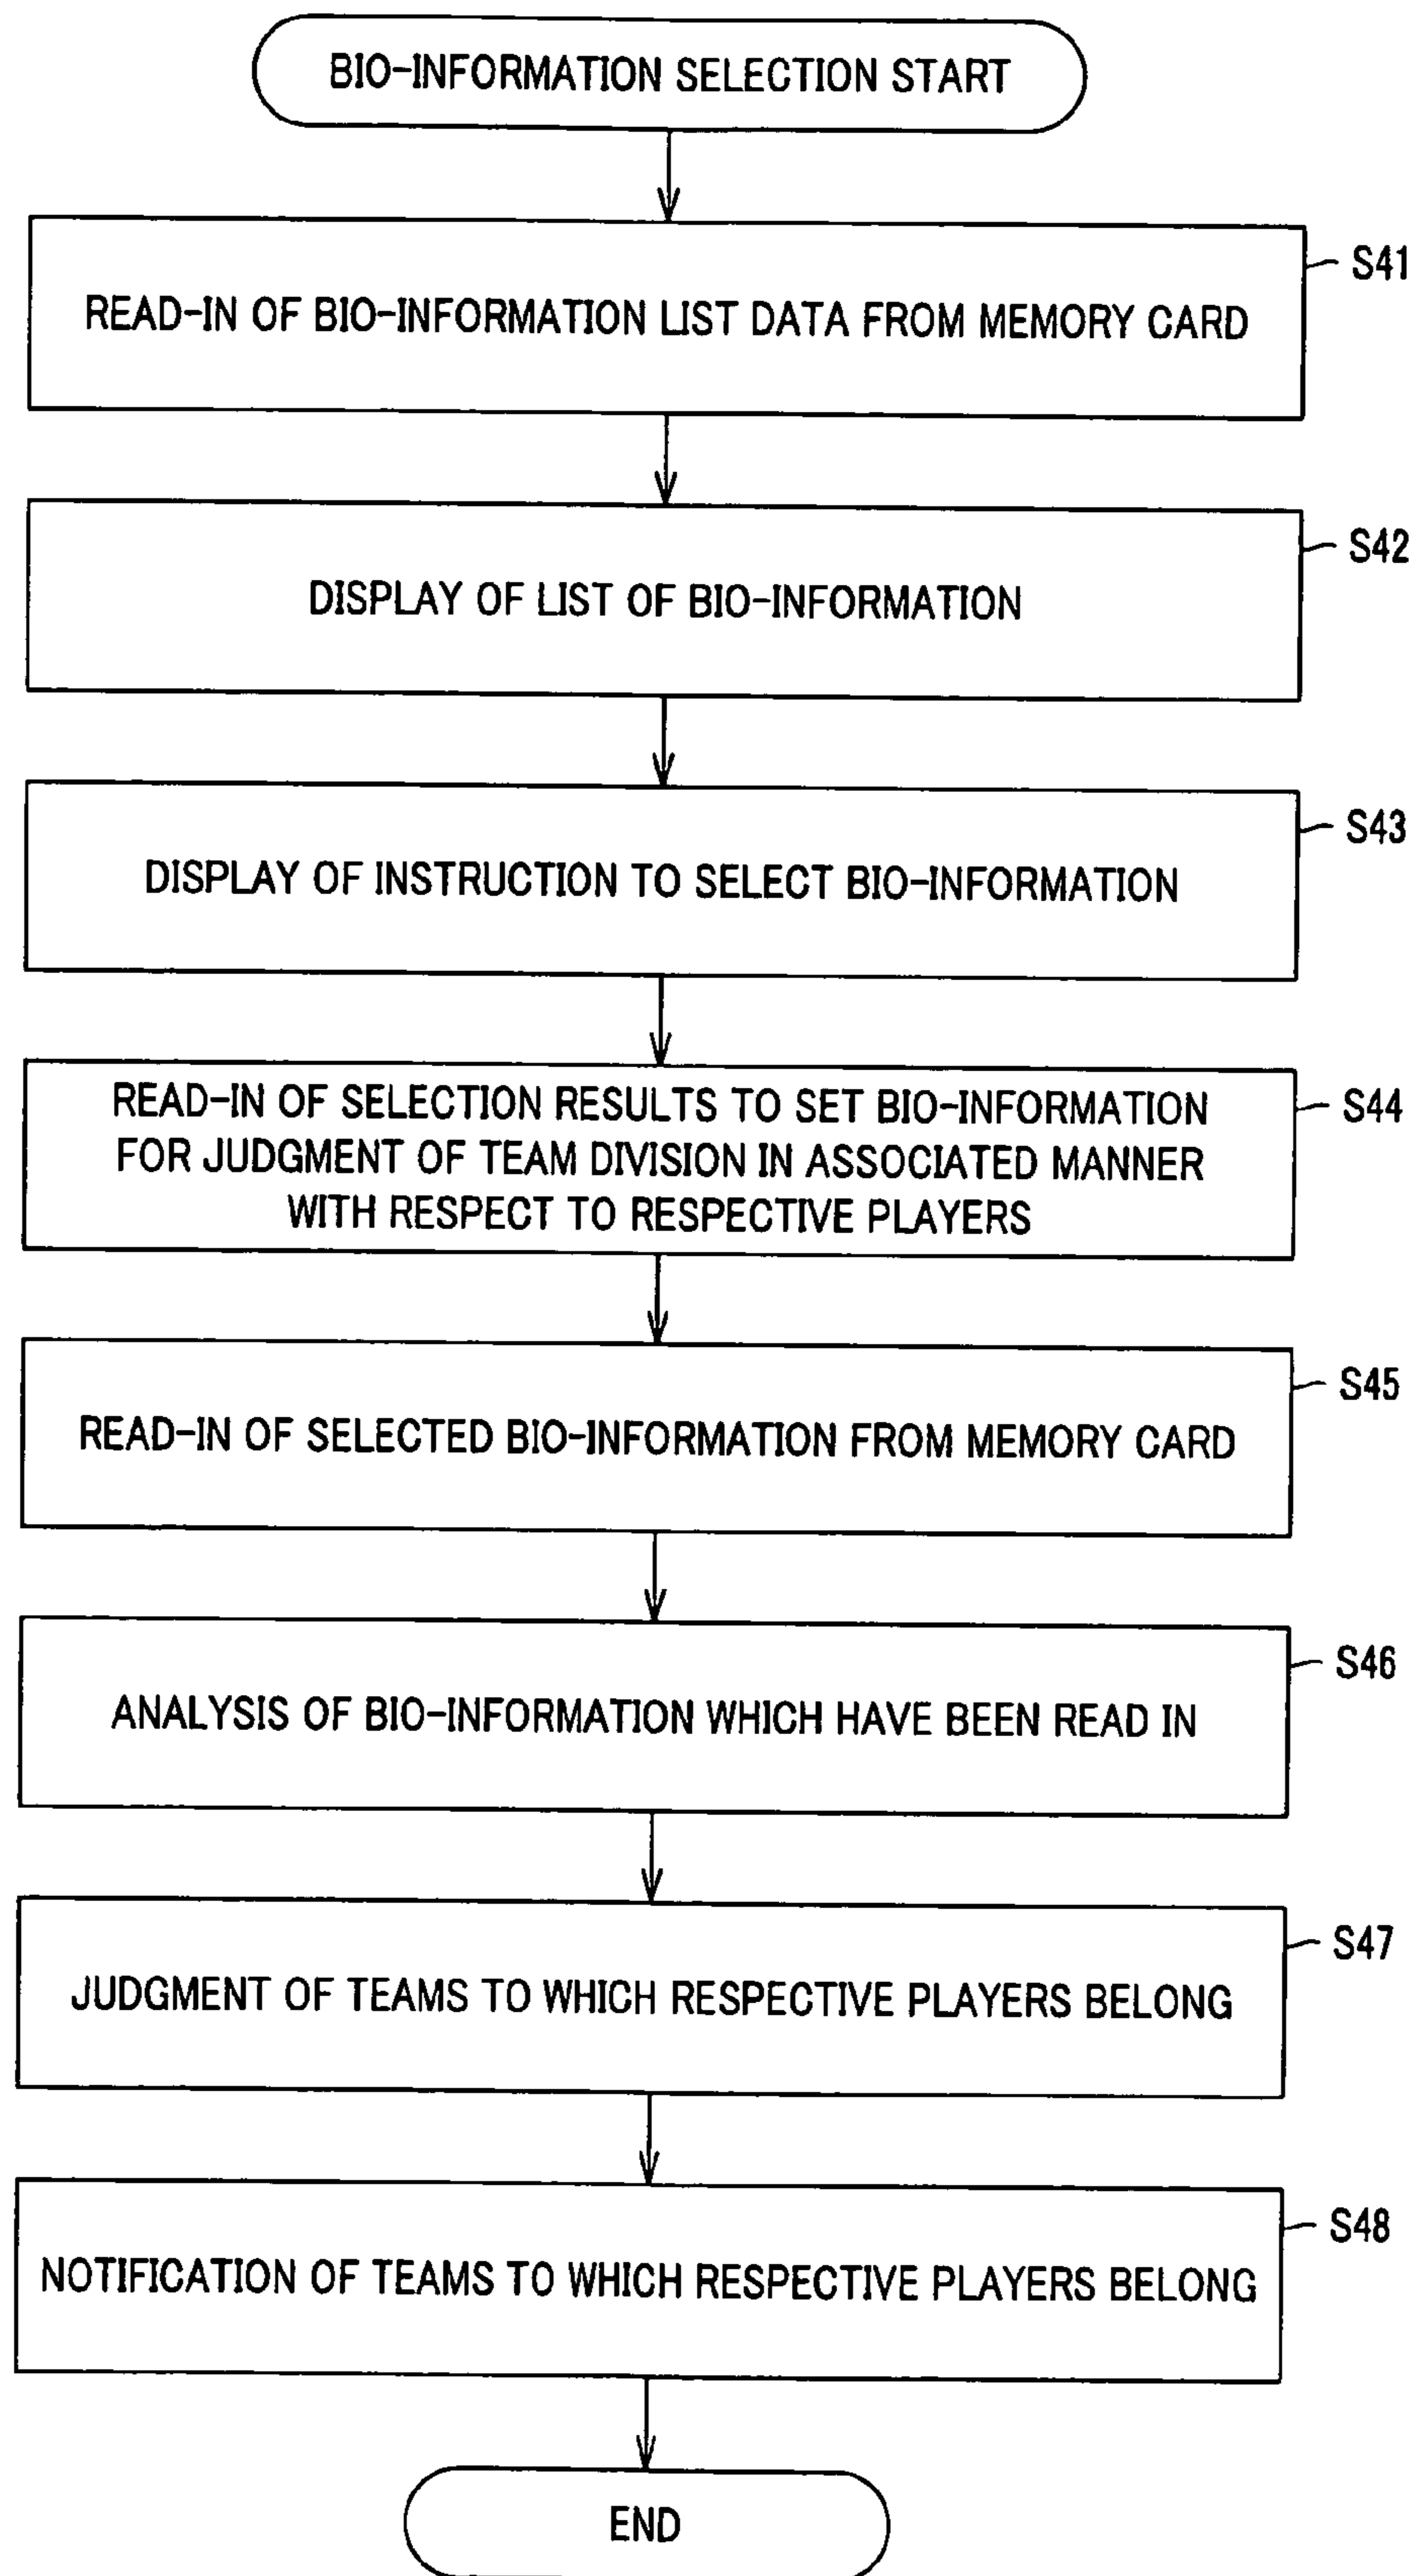 BIO-INFORMATION SELECTION START
S41
READ-IN OF BIO-INFORMATION LIST DATA FROM MEMORY CARD
S42
DISPLAY OF LIST OF BIO-INFORMATION
S43
DISPLAY OF INSTRUCTION TO SELECT BIO-INFORMATION
S44
READ-IN OF SELECTION RESULTS TO SET BIO-INFORMATION
FOR JUDGMENT OF TEAM DIVISION IN ASSOCIATED MANNER
WITH RESPECT TO RESPECTIVE PLAYERS
S45
READ-IN OF SELECTED BIO-INFORMATION FROM MEMORY CARD
S46
ANALYSIS OF BIO-INFORMATION WHICH HAVE BEEN READ IN
S47
JUDGMENT OF TEAMS TO WHICH RESPECTIVE PLAYERS BELONG
S48
NOTIFICATION OF TEAMS TO WHICH RESPECTIVE PLAYERS BELONG
END